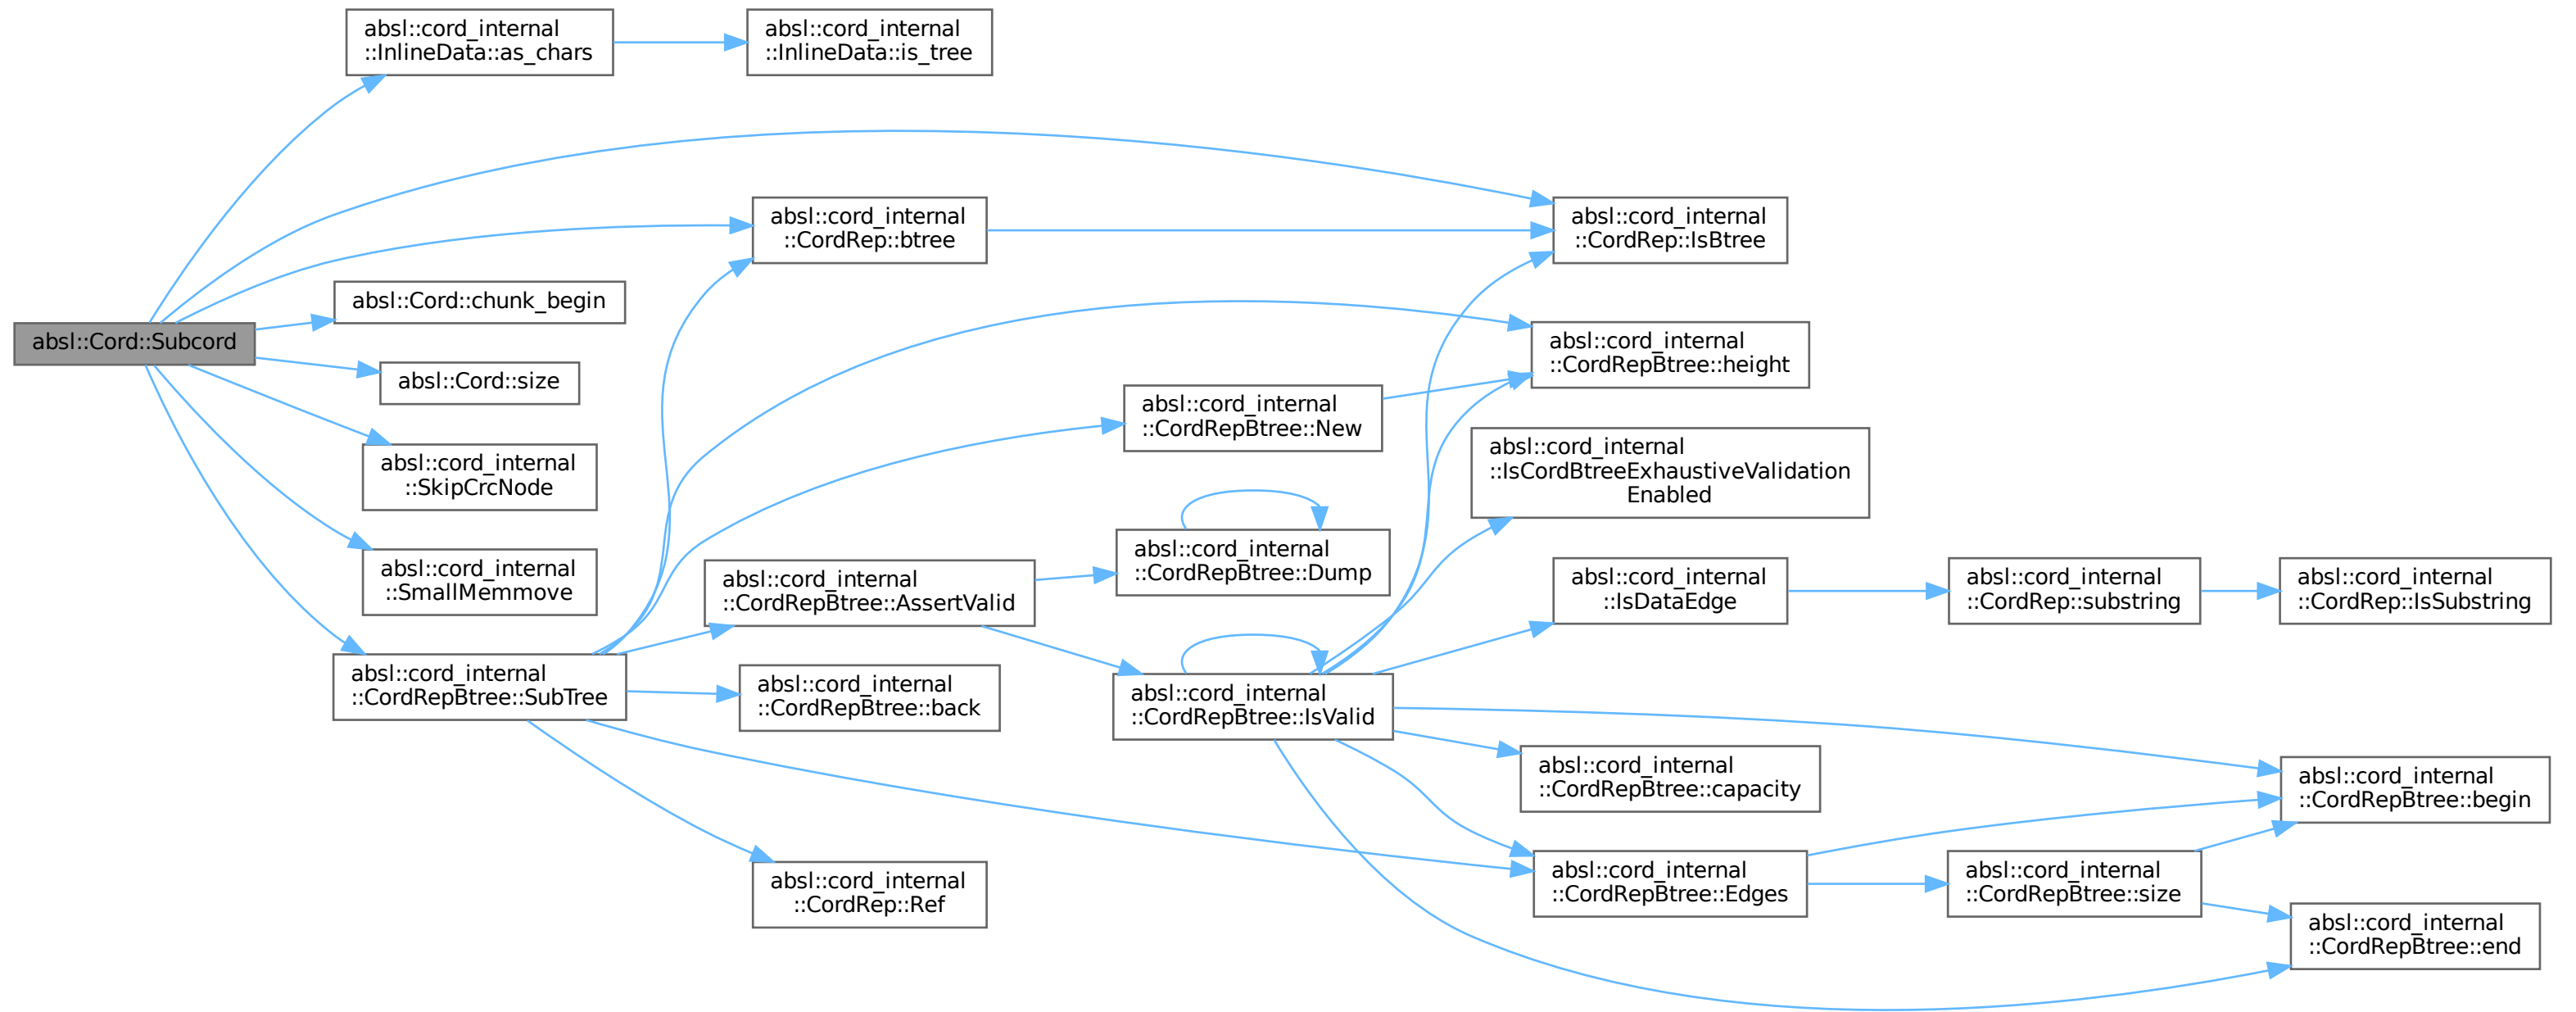 absl::Cord::Subcord
absl::cord_internal
::InlineData::as_chars
absl::cord_internal
::InlineData::is_tree
absl::cord_internal
::CordRep::btree
absl::cord_internal
::CordRep::IsBtree
absl::Cord::chunk_begin
absl::Cord::size
absl::cord_internal
::SkipCrcNode
absl::cord_internal
::SmallMemmove
absl::cord_internal
::CordRepBtree::SubTree
absl::cord_internal
::CordRepBtree::height
absl::cord_internal
::CordRepBtree::New
absl::cord_internal
::CordRepBtree::AssertValid
absl::cord_internal
::CordRepBtree::Dump
absl::cord_internal
::CordRepBtree::IsValid
absl::cord_internal
::CordRepBtree::back
absl::cord_internal
::CordRep::Ref
absl::cord_internal
::IsCordBtreeExhaustiveValidation
Enabled
absl::cord_internal
::IsDataEdge
absl::cord_internal
::CordRep::substring
absl::cord_internal
::CordRep::IsSubstring
absl::cord_internal
::CordRepBtree::capacity
absl::cord_internal
::CordRepBtree::Edges
absl::cord_internal
::CordRepBtree::size
absl::cord_internal
::CordRepBtree::begin
absl::cord_internal
::CordRepBtree::end